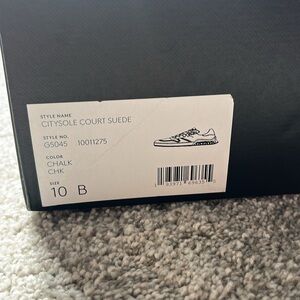 STYLE NAME
CITYSOLE COURT SUEDE
STYLE NO.
G5045 10011275
COLOR
CHALK
CHK
SIZE
10 B